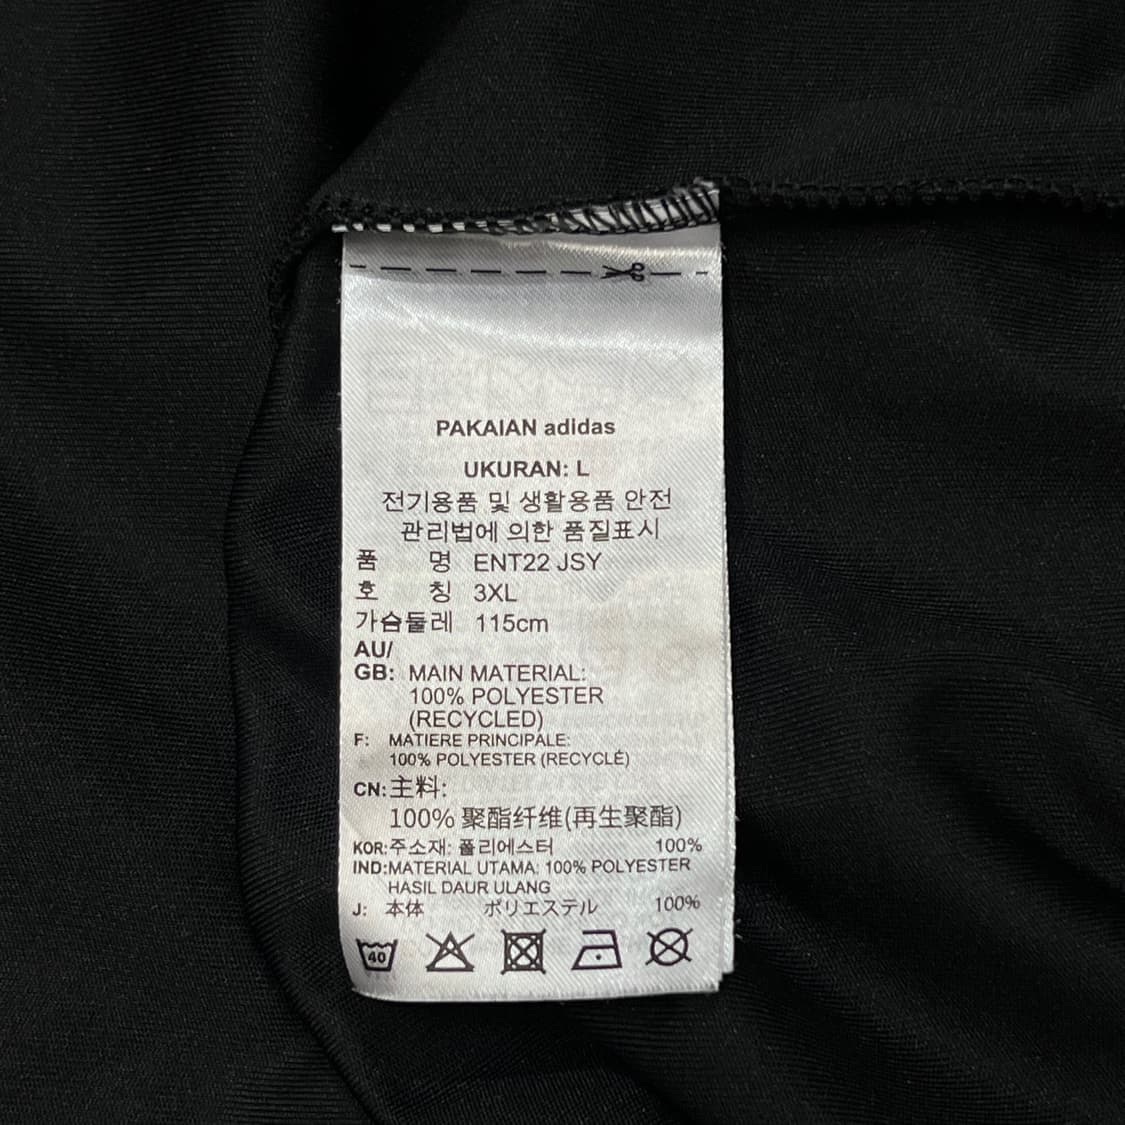 PAKAIAN adidas
UKURAN: L
전기용품 및 생활용품 안전
관리법에 의한 품질표시
품 명 ENT22 JSY
호 칭 3XL
가슴둘레 115cm
AU/
GB: MAIN MATERIAL:
100% POLYESTER
(RECYCLED)
F: MATIERE PRINCIPALE:
100% POLYESTER (RECYCLÉ)
CN: 主料:
100% 聚酯纤维(再生聚酯)
KOR: 주소재: 폴리에스터 100%
IND: MATERIAL UTAMA: 100% POLYESTER
HASIL DAUR ULANG
J: 本体 ポリエステル 100%
40